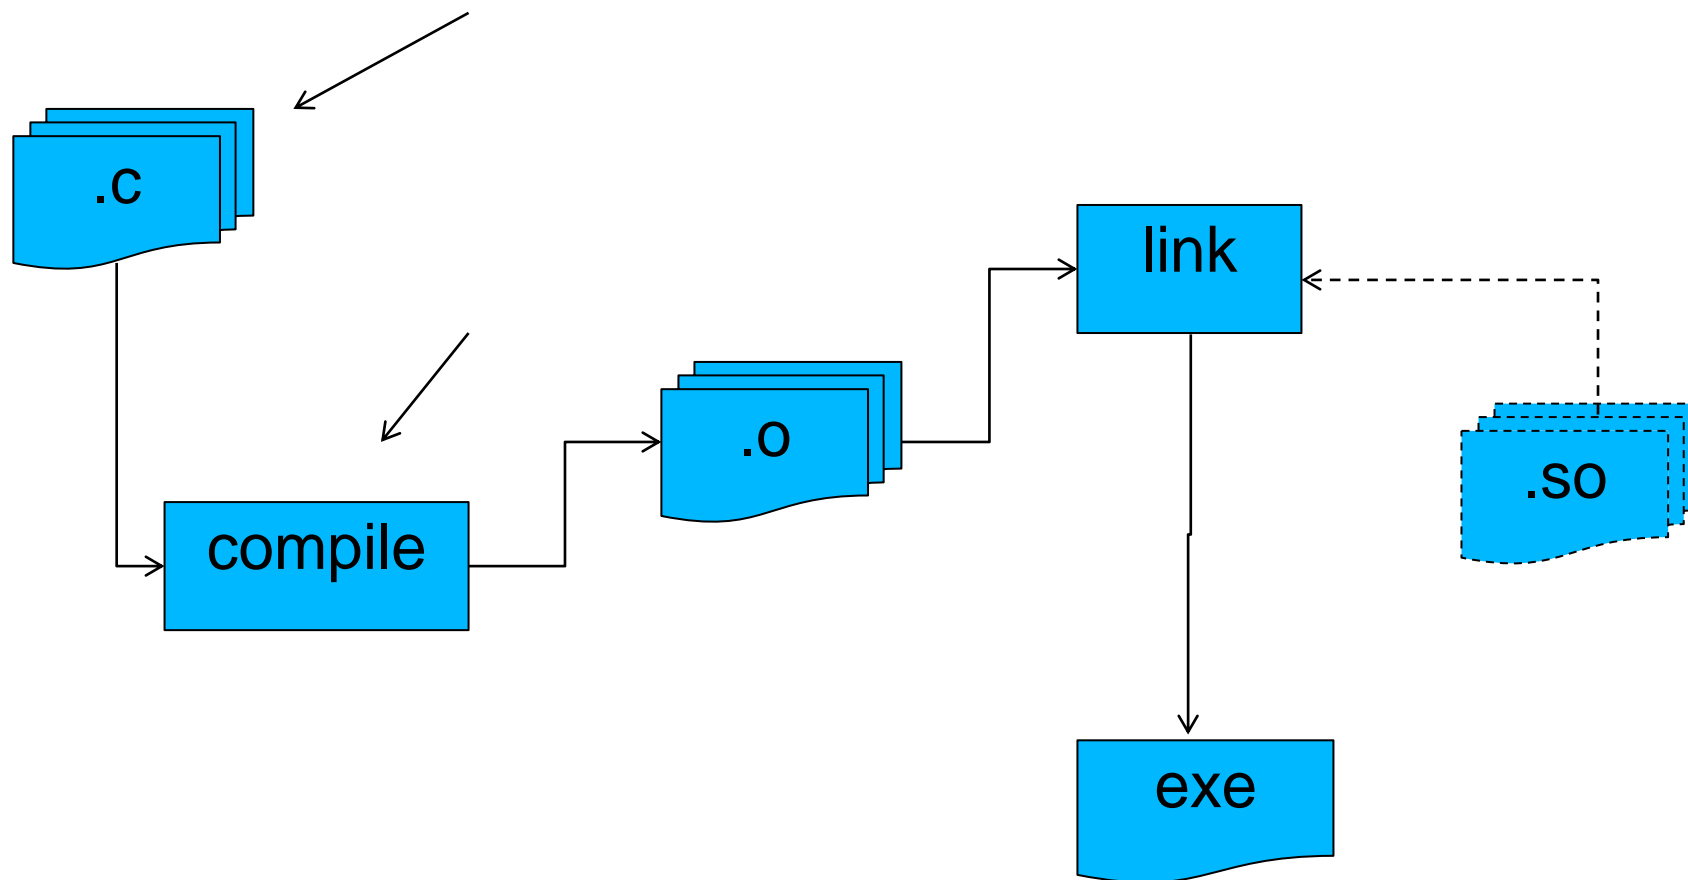 .c
link
.o
.so
compile
exe